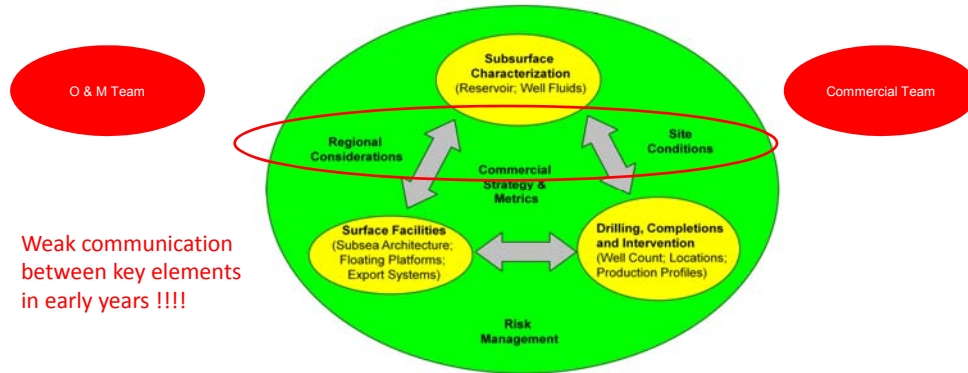 Subsurface
Characterization
(Reservoir; Well Fluids)
O & M Team
Commercial Team
Regional
Considerations
Site
Conditions
Commercial
Strategy &
Metrics
Surface Facilities
(Subsea Architecture;
Floating Platforms;
Export Systems)
Drilling, Completions
and Intervention
(Well Count; Locations;
Production Profiles)
Weak communication
between key elements
in early years !!!!
Risk
Management